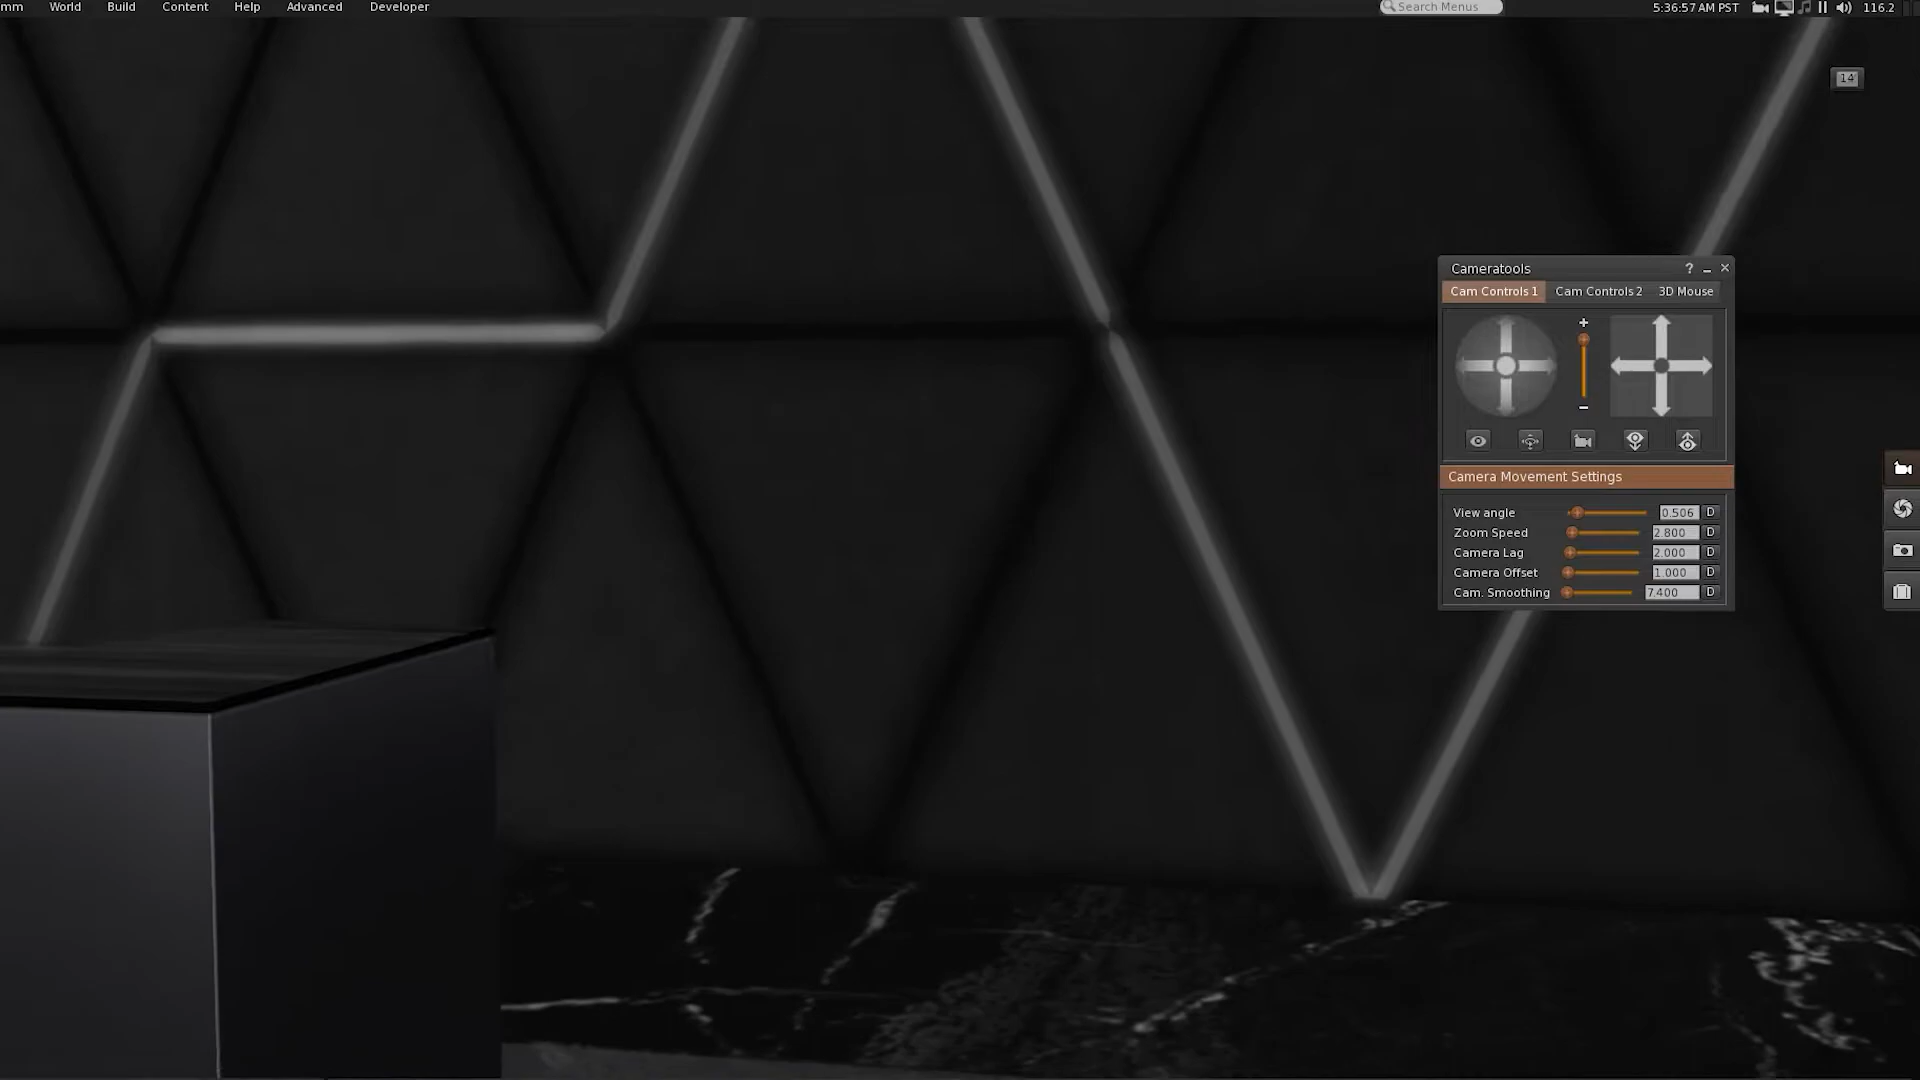 mm World Build Content Help Advanced Developer Search Menus 5:36:57 AM PST 116.2
14
Cameratools ?
Cam Controls 1 Cam Controls 2 3D Mouse
+
−
Camera Movement Settings
View angle 0.506 D
Zoom Speed 2.800 D
Camera Lag 2.000 D
Camera Offset 1.000 D
Cam. Smoothing 7.400 D